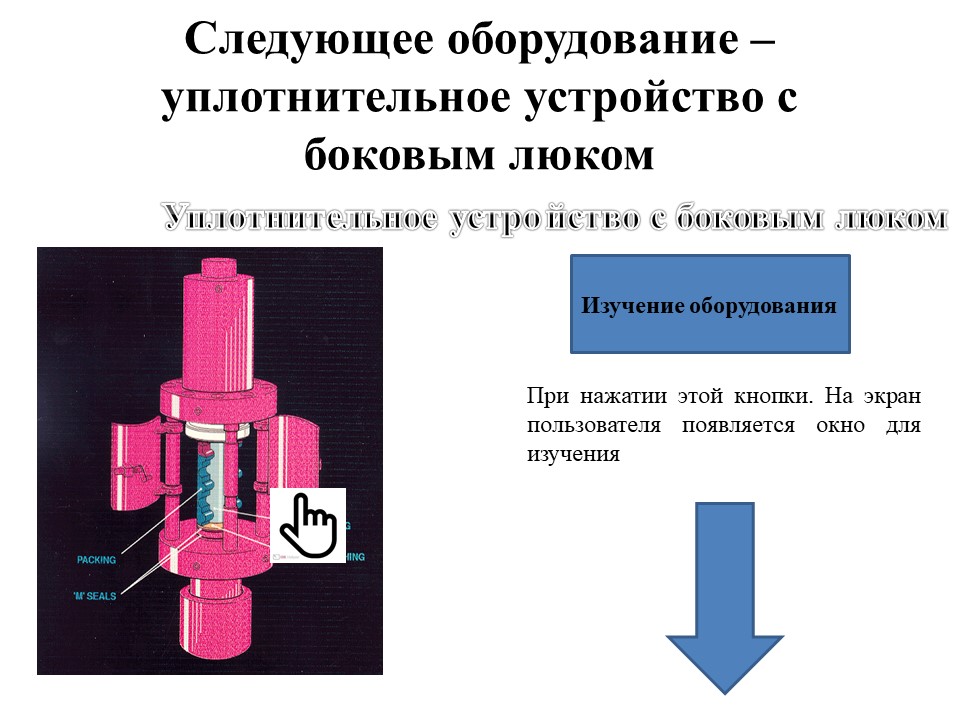 Следующее оборудование –
уплотнительное устройство с
боковым люком
Уплотнительное устройство с боковым люком
Изучение оборудования
При нажатии этой кнопки. На экран
пользователя появляется окно для
изучения
PACKING
'M' SEALS